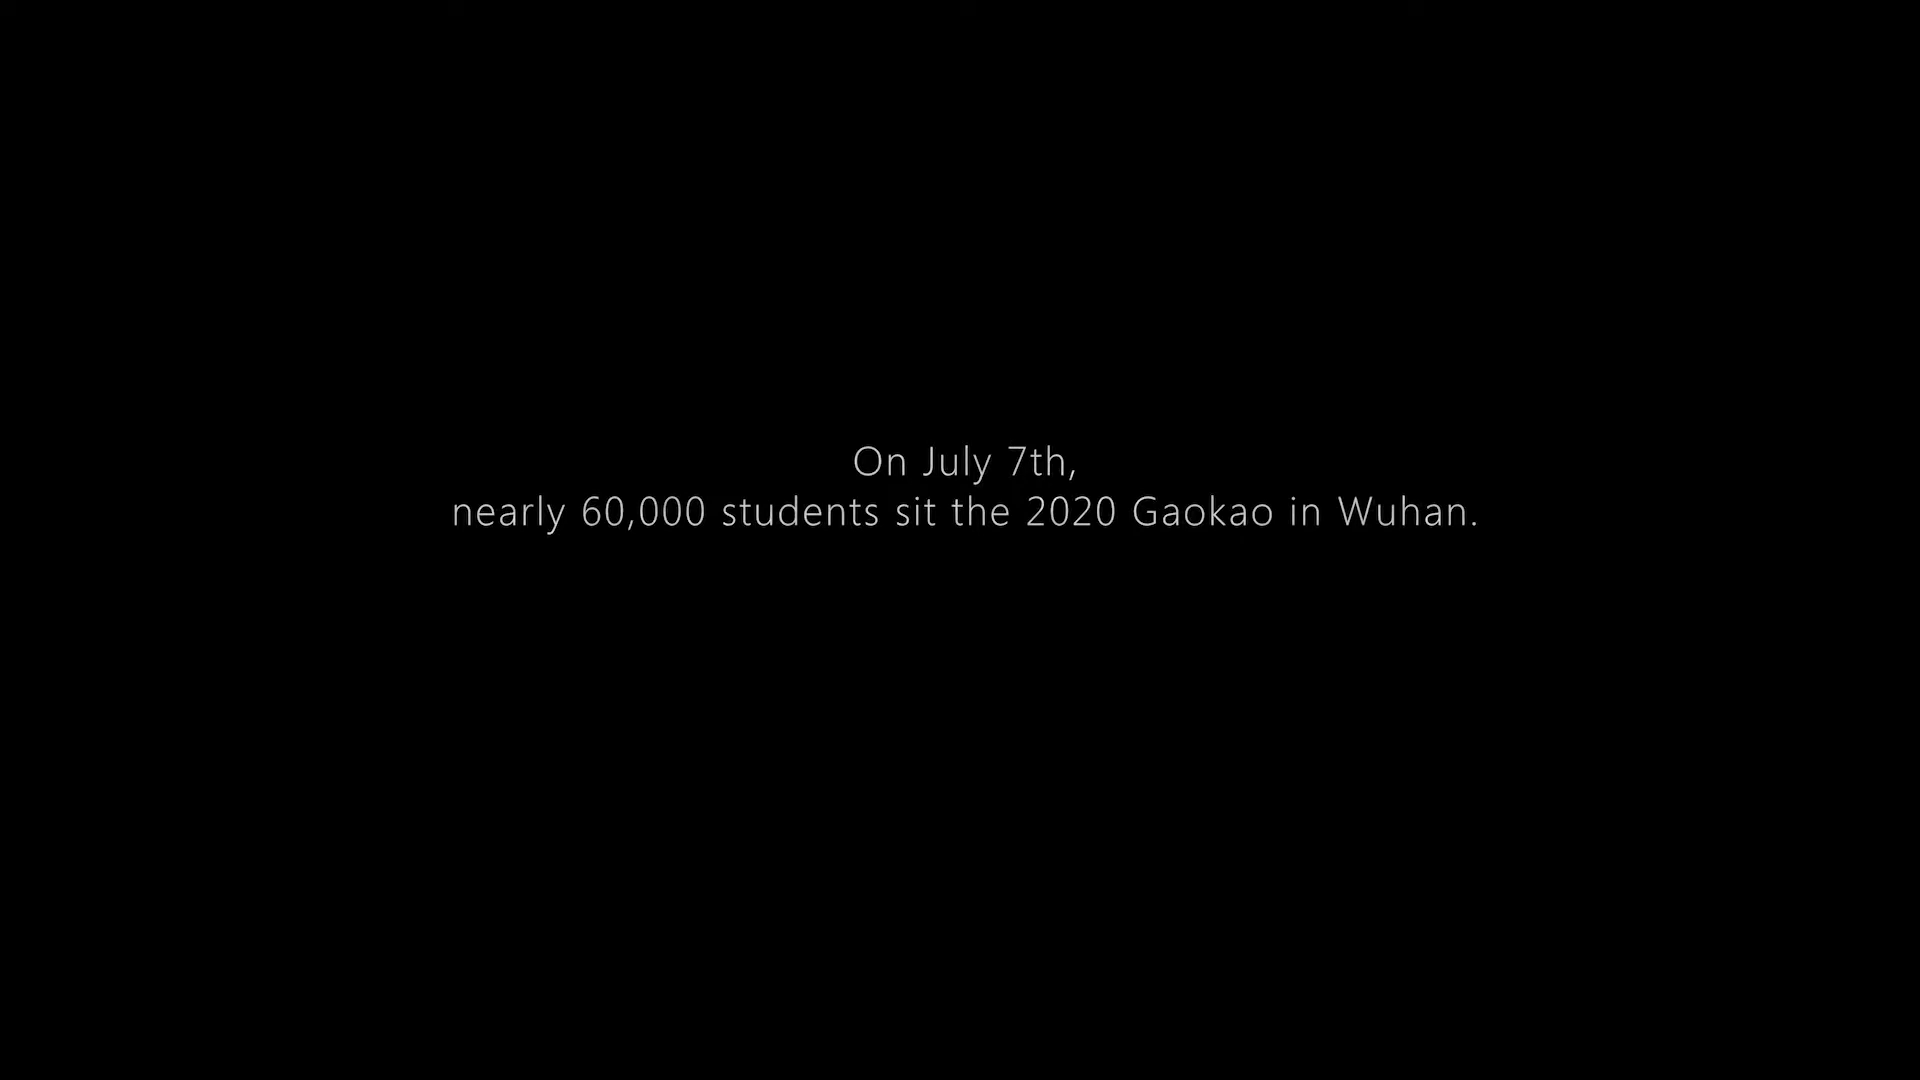 On July 7th,
nearly 60,000 students sit the 2020 Gaokao in Wuhan.